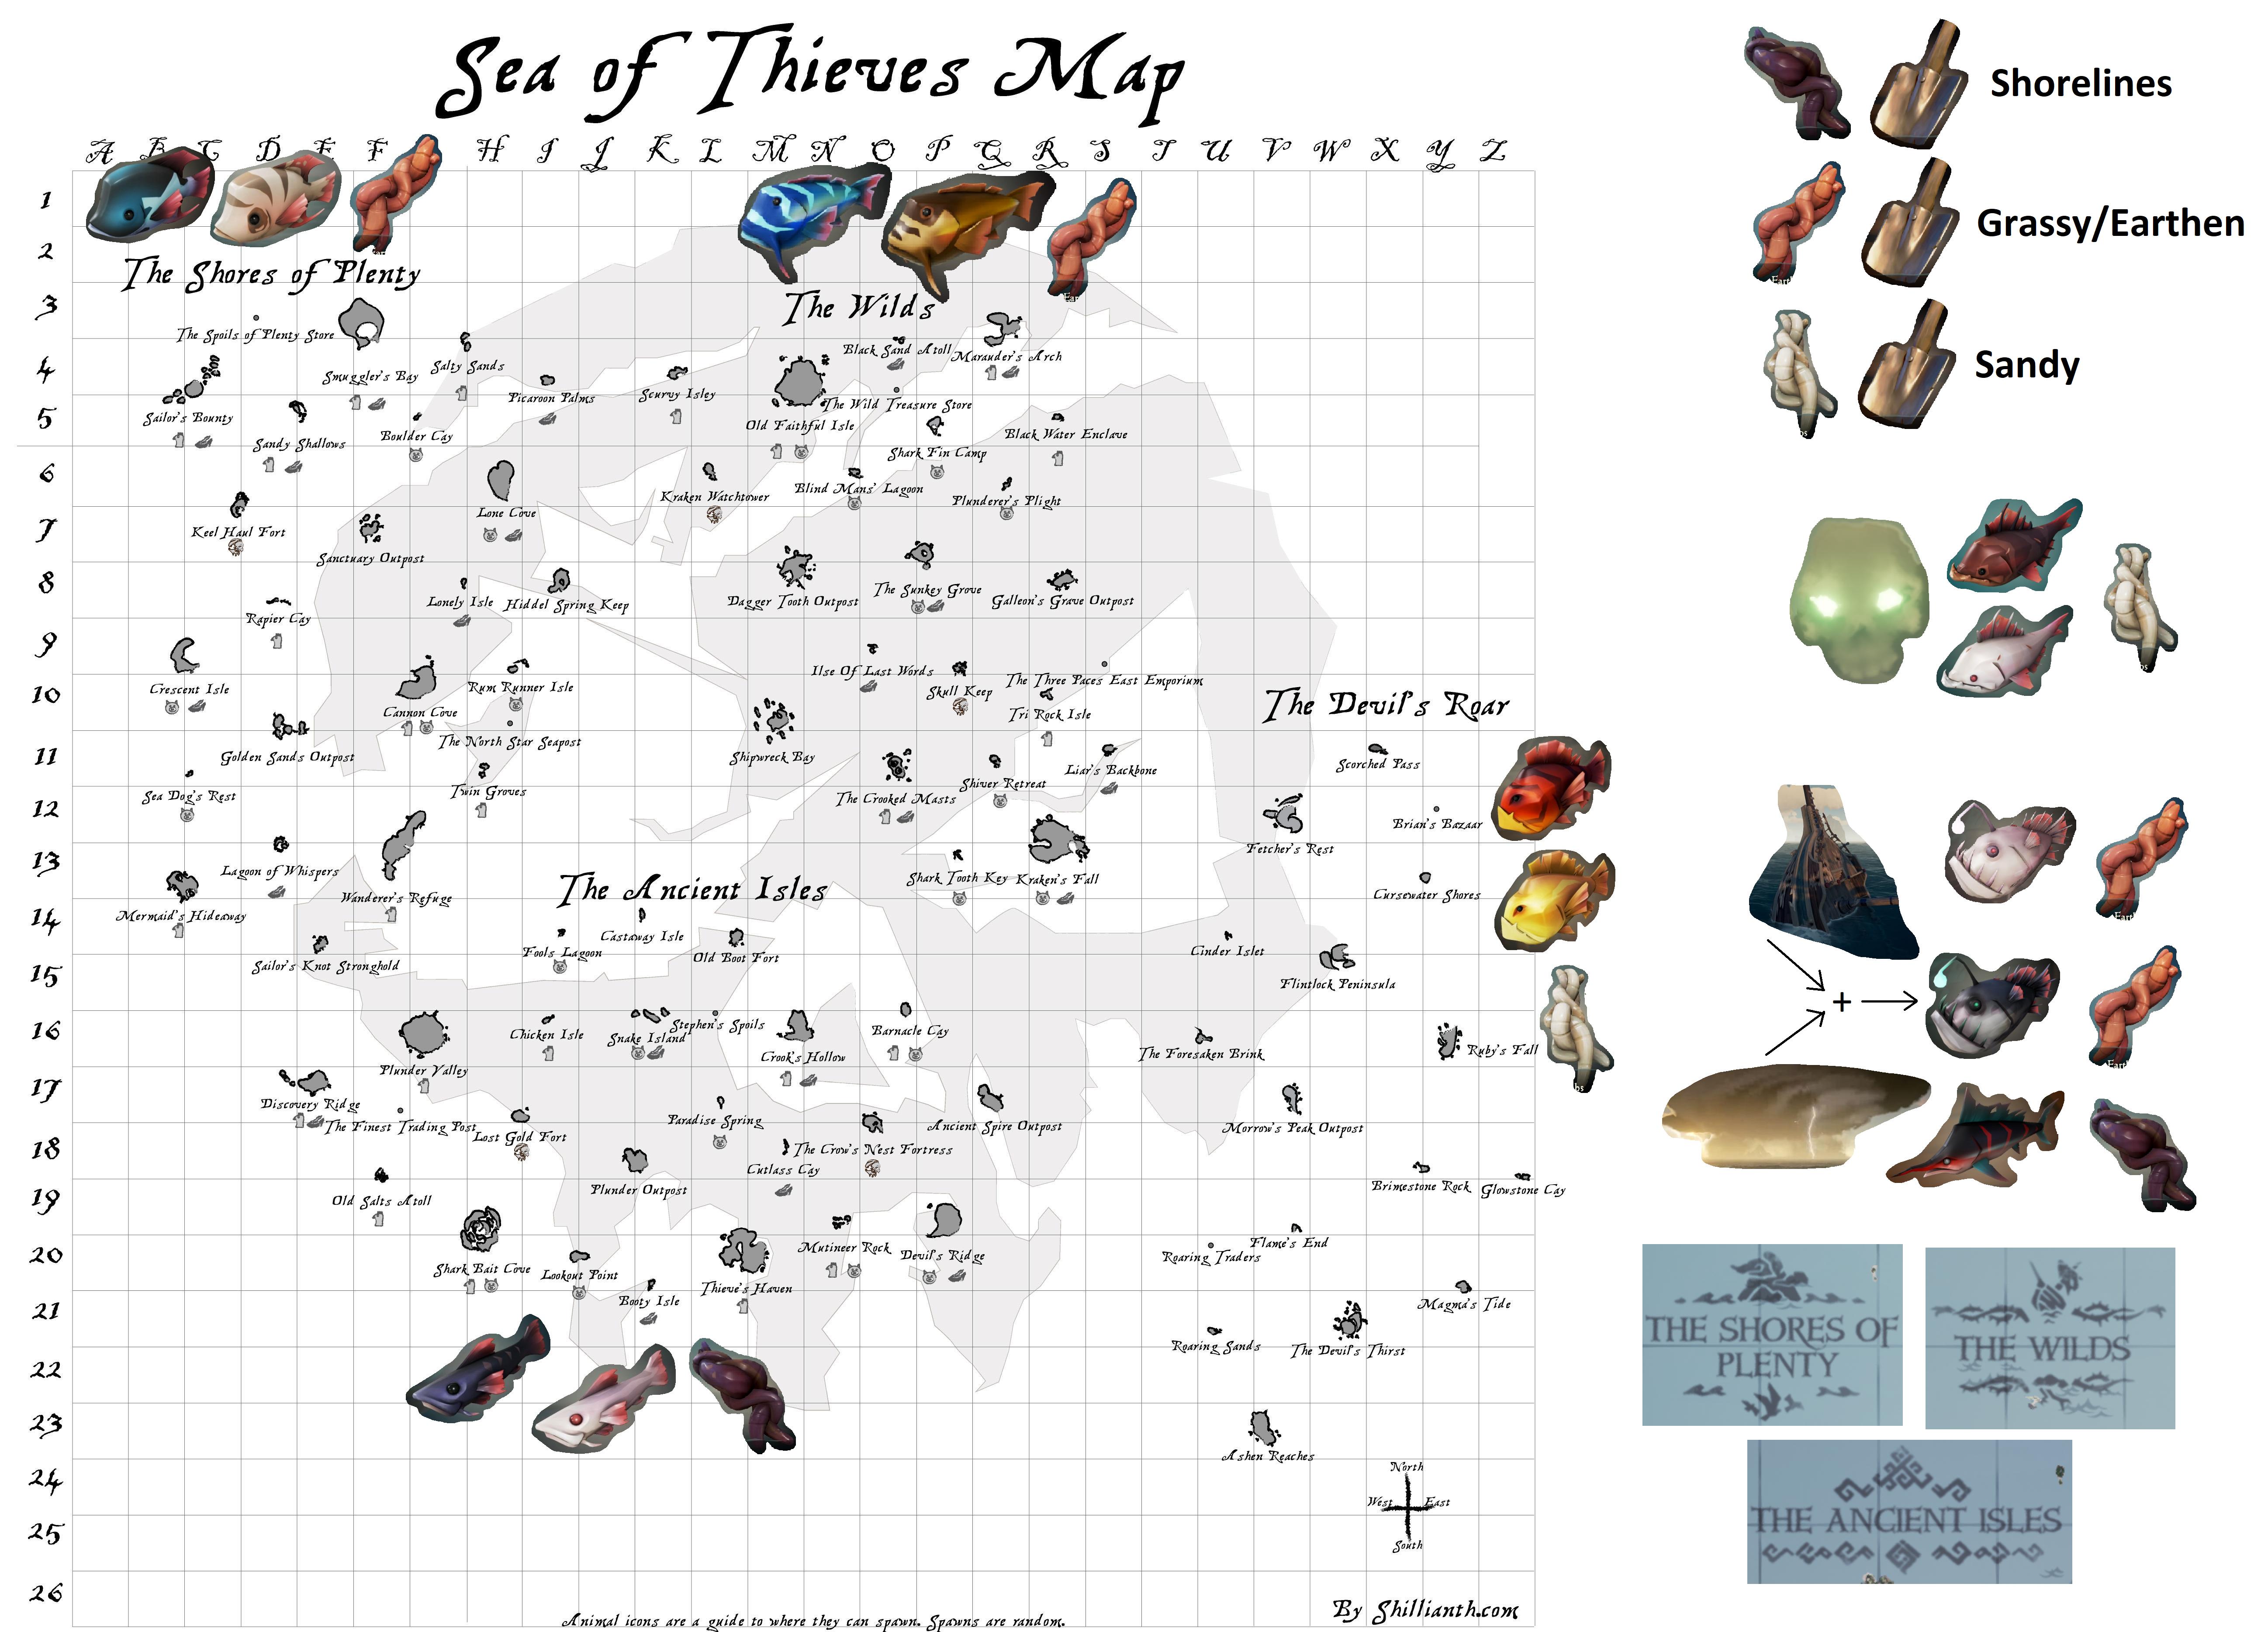 Sea of Thieves Map
A B C D E F H I J K L M N O P Q R S T U V W X Y Z
1
2
3
4
5
6
7
8
9
10
11
12
13
14
15
16
17
18
19
20
21
22
23
24
25
26
The Shores of Plenty
The Wilds
The Spoils of Plenty Store
Smuggler's Bay
Salty Sands
Black Sand Atoll
Marauder's Arch
Picaroon Palms
Scurvy Isley
The Wild Treasure Store
Sailor's Bounty
Sandy Shallows
Boulder Cay
Old Faithful Isle
Black Water Enclave
Shark Fin Camp
Kraken Watchtower
Blind Mans' Lagoon
Plunderer's Plight
Keel Haul Fort
Lone Cove
Sanctuary Outpost
Lonely Isle
Hiddel Spring Keep
Dagger Tooth Outpost
The Sunkey Grove
Galleon's Grave Outpost
Rapier Cay
Crescent Isle
Rum Runner Isle
Ilse Of Last Words
Skull Keep
The Three Paces East Emporium
Cannon Cove
Tri Rock Isle
The Devil's Roar
The North Star Seapost
Golden Sands Outpost
Shipwreck Bay
Scorched Pass
Sea Dog's Rest
Twin Groves
The Crooked Masts
Shiver Retreat
Liar's Backbone
Brian's Bazaar
Fetcher's Rest
Lagoon of Whispers
Wanderer's Refuge
The Ancient Isles
Shark Tooth Key
Kraken's Fall
Cursewater Shores
Mermaid's Hideaway
Castaway Isle
Fools Lagoon
Old Boot Fort
Cinder Islet
Sailor's Knot Stronghold
Flintlock Peninsula
Chicken Isle
Snake Island
Stephen's Spoils
Crook's Hollow
Barnacle Cay
The Foresaken Brink
Ruby's Fall
Plunder Valley
Discovery Ridge
The Finest Trading Post
Lost Gold Fort
Paradise Spring
Ancient Spire Outpost
Morrow's Peak Outpost
The Crow's Nest Fortress
Cutlass Cay
Plunder Outpost
Brimestone Rock
Glowstone Cay
Old Salts Atoll
Shark Bait Cove
Lookout Point
Mutineer Rock
Devil's Ridge
Flame's End
Roaring Traders
Booty Isle
Thieve's Haven
Magma's Tide
Roaring Sands
The Devil's Thirst
Ashen Reaches
North
West East
South
Animal icons are a guide to where they can spawn. Spawns are random.
By Shillianth.com
Shorelines
Grassy/Earthen
Sandy
+
THE SHORES OF
PLENTY
THE WILDS
THE ANCIENT ISLES